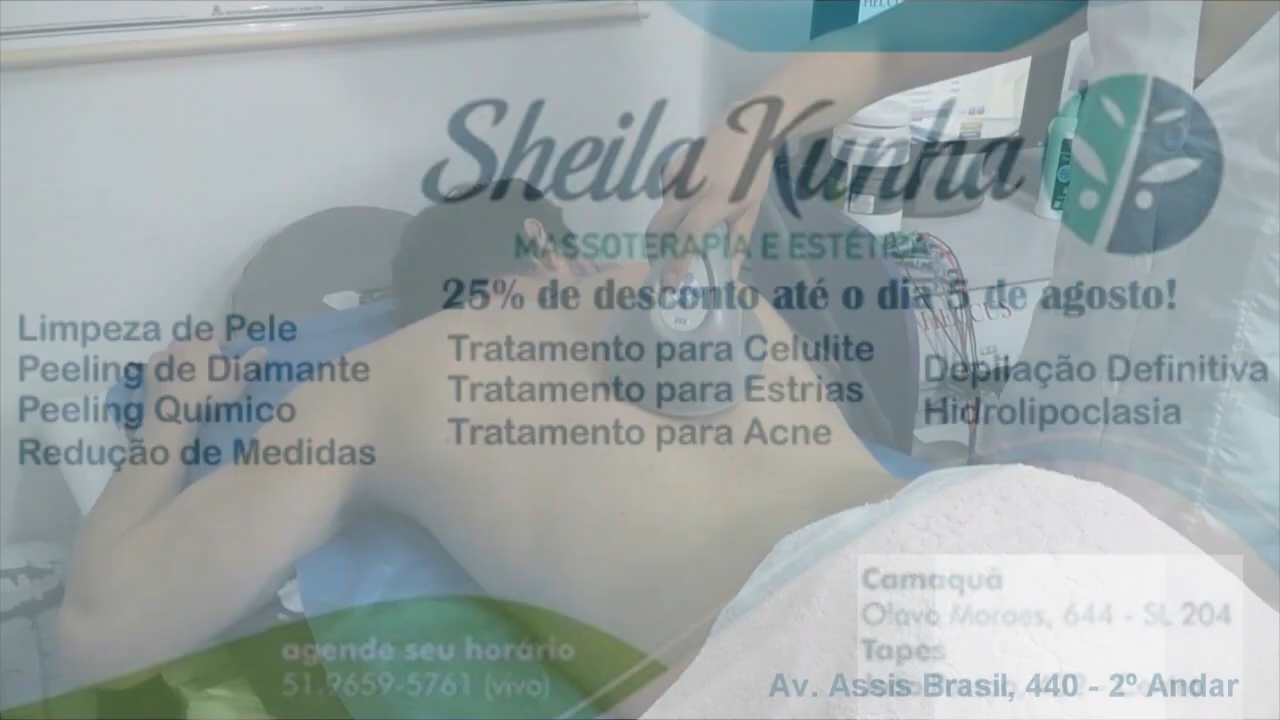 Sheila Kunha
MASSOTERAPIA E ESTÉTICA
25% de desconto até o dia 5 de agosto!
Limpeza de Pele
Peeling de Diamante
Peeling Químico
Redução de Medidas
Tratamento para Celulite
Tratamento para Estrias
Tratamento para Acne
Depilação Definitiva
Hidrolipoclasia
agende seu horário
51.9659-5761 (vivo)
Camaquã
Olavo Moraes, 644 - SL 204
Tapes
Av. Assis Brasil, 440 - 2º Andar